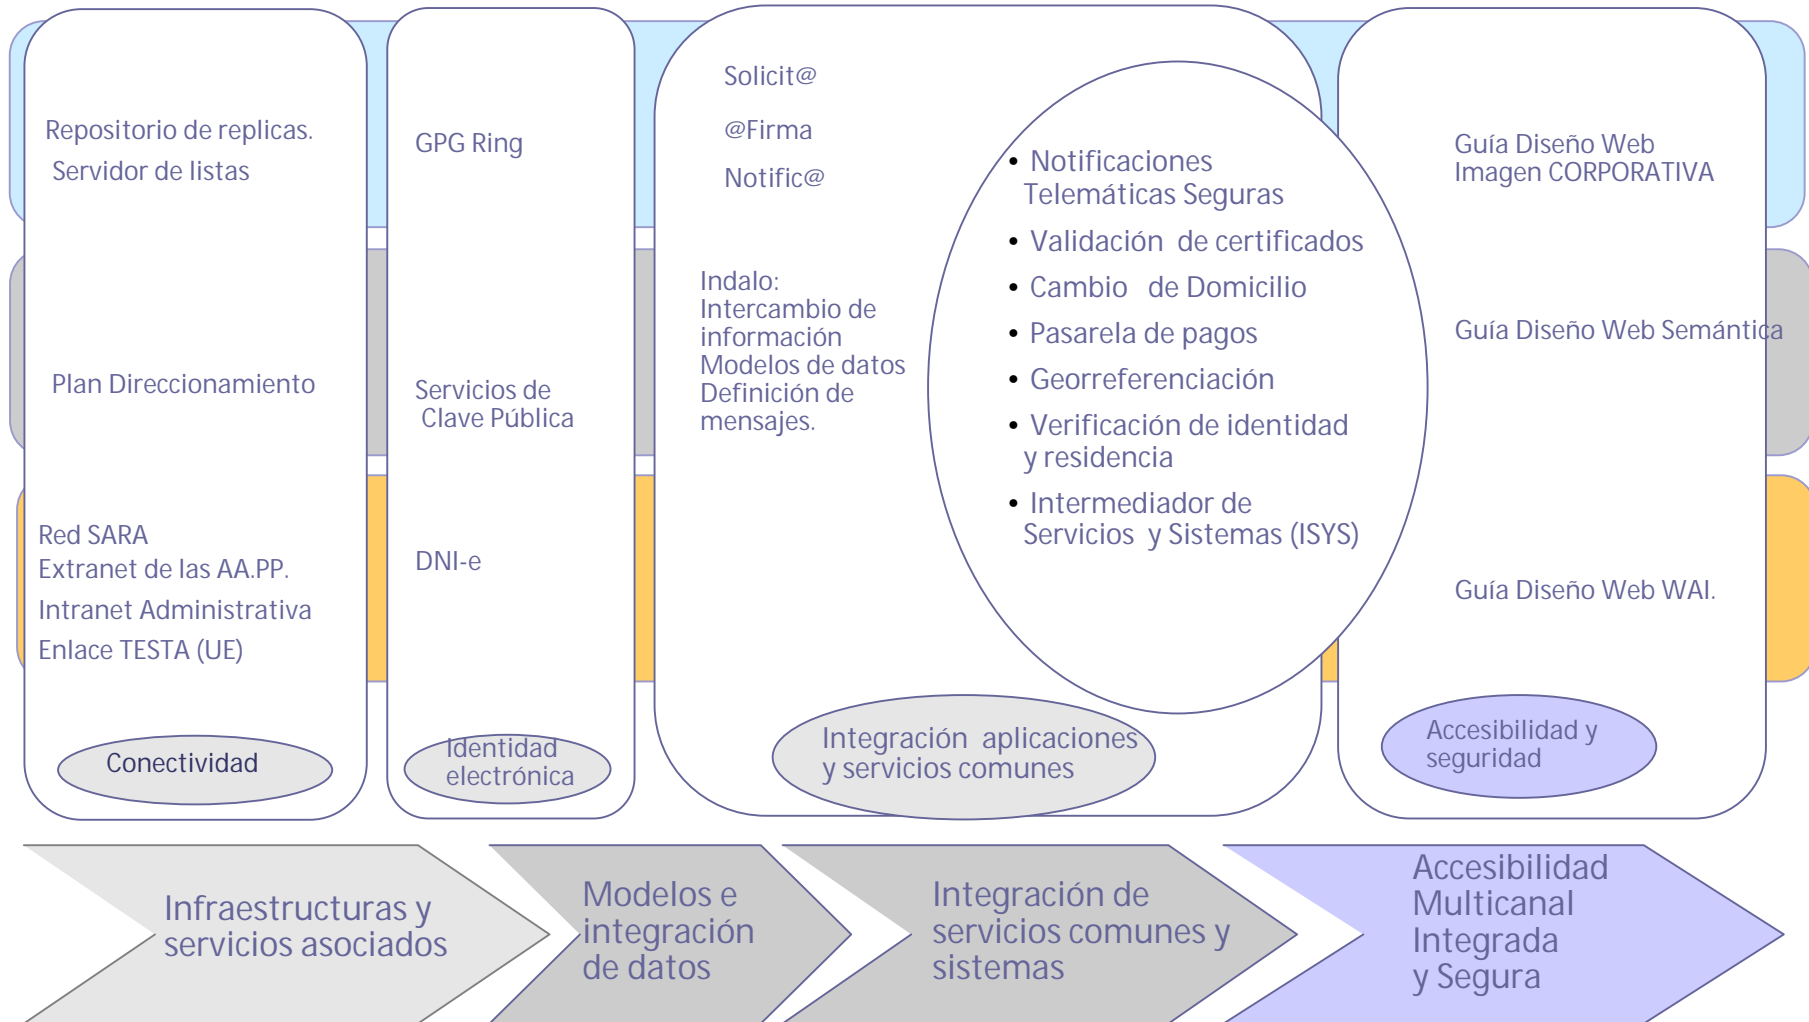 Repositorio de replicas.
Servidor de listas
Plan Direccionamiento
Red SARA
Extranet de las AA.PP.
Intranet Administrativa
Enlace TESTA (UE)
Conectividad
GPG Ring
Servicios de
Clave Pública
DNI-e
Identidad
electrónica
Solicit@
@Firma
Notific@
Indalo:
Intercambio de
información
Modelos de datos
Definición de
mensajes.
• Notificaciones
Telemáticas Seguras
• Validación de certificados
• Cambio de Domicilio
• Pasarela de pagos
• Georreferenciación
• Verificación de identidad
y residencia
• Intermediador de
Servicios y Sistemas (ISYS)
Integración aplicaciones
y servicios comunes
Guía Diseño Web
Imagen CORPORATIVA
Guía Diseño Web Semántica
Guía Diseño Web WAI.
Accesibilidad y
seguridad
Infraestructuras y
servicios asociados
Modelos e
integración
de datos
Integración de
servicios comunes y
sistemas
Accesibilidad
Multicanal
Integrada
y Segura